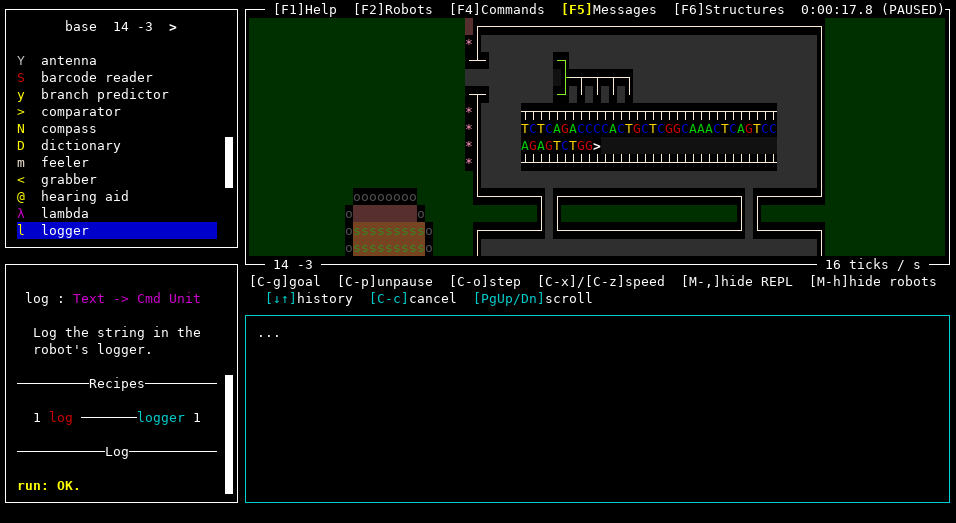 [F1]Help [F2]Robots [F4]Commands [F5]Messages [F6]Structures 0:00:17.8 (PAUSED)
base 14 -3 >
Y antenna
S barcode reader
y branch predictor
> comparator
N compass
D dictionary
m feeler
< grabber
@ hearing aid
λ lambda
l logger
*
*
*
*
*
TCTCAGACCCCACTGCTCGGCAAACTCAGTCC
AGAGTCTGG>
oooooooo
o o
o$$$$$$$$$o
o$$$$$$$$$o
14 -3 16 ticks / s
[C-g]goal [C-p]unpause [C-o]step [C-x]/[C-z]speed [M-,]hide REPL [M-h]hide robots
[↓↑]history [C-c]cancel [PgUp/Dn]scroll
log : Text -> Cmd Unit
Log the string in the
robot's logger.
Recipes
1 log logger 1
Log
run: OK.
...